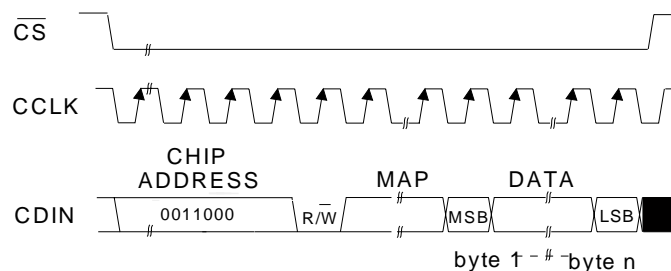 CS
CCLK
CHIP
ADDRESS
MAP
DATA
CDIN
0011000
R/W
MSB
LSB
byte 1
byte n